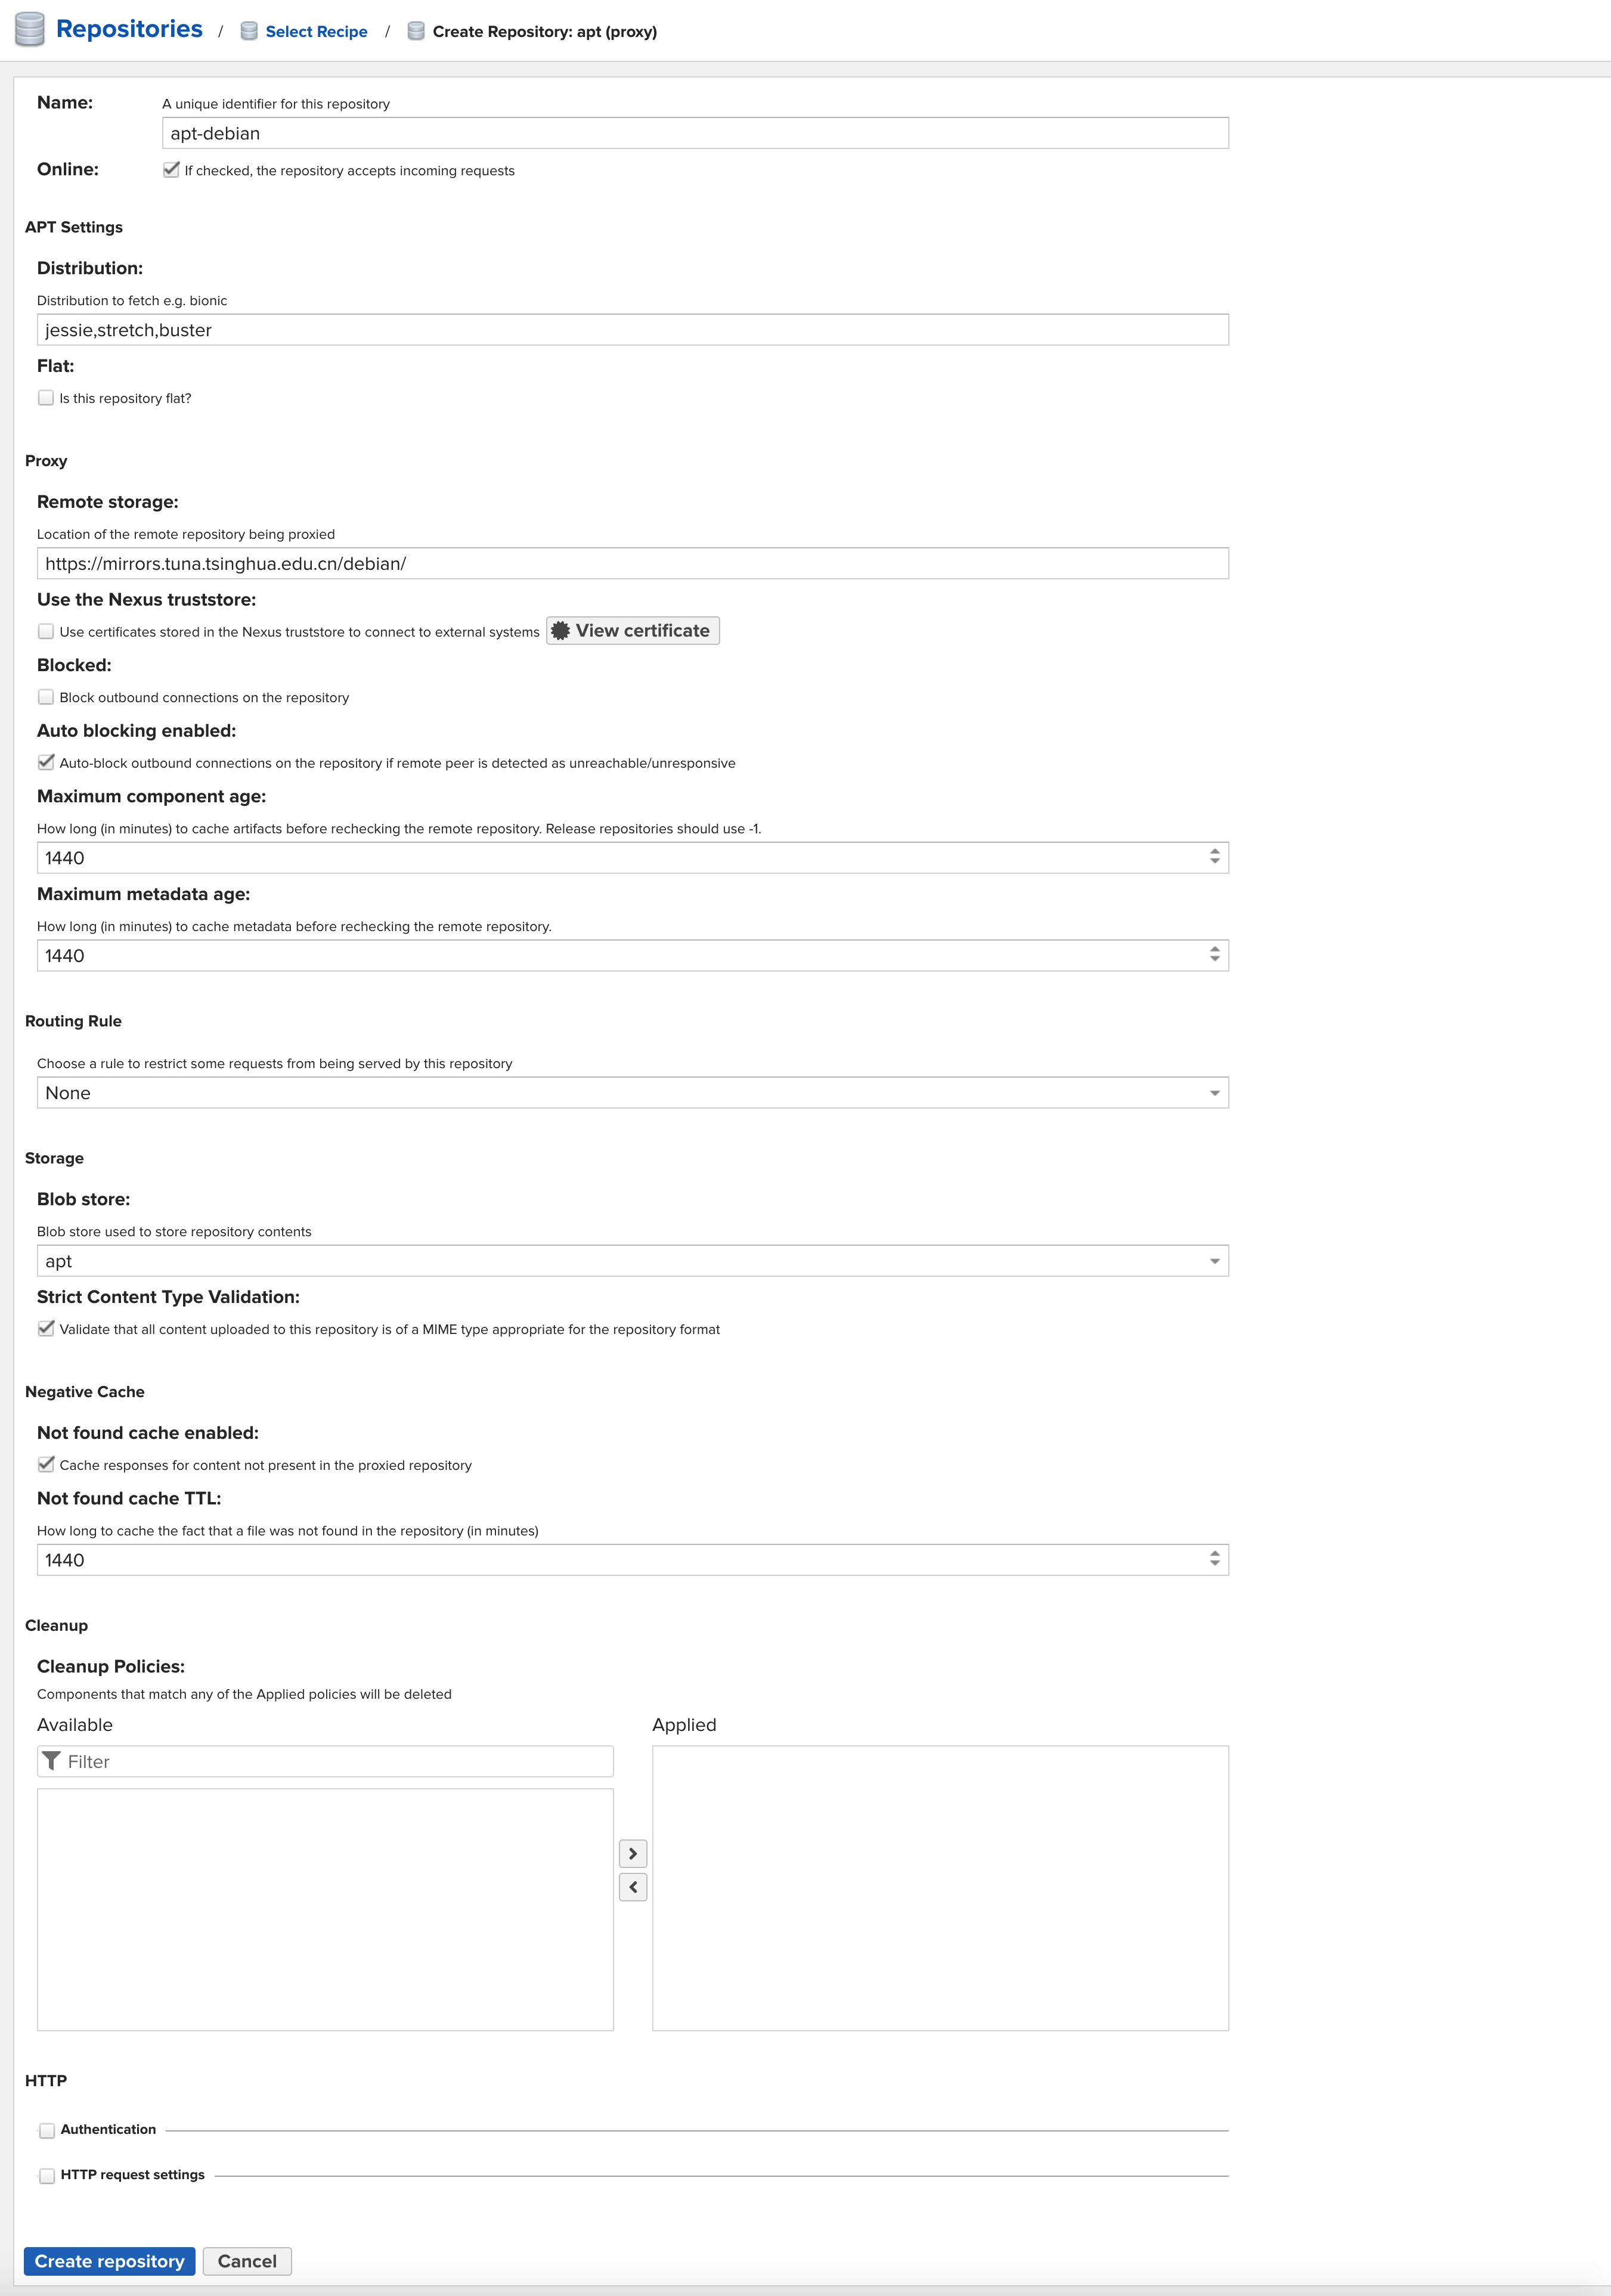 Repositories / Select Recipe / Create Repository: apt (proxy)
Name: A unique identifier for this repository
apt-debian
Online: If checked, the repository accepts incoming requests
APT Settings
Distribution:
Distribution to fetch e.g. bionic
jessie,stretch,buster
Flat:
Is this repository flat?
Proxy
Remote storage:
Location of the remote repository being proxied
https://mirrors.tuna.tsinghua.edu.cn/debian/
Use the Nexus truststore:
Use certificates stored in the Nexus truststore to connect to external systems View certificate
Blocked:
Block outbound connections on the repository
Auto blocking enabled:
Auto-block outbound connections on the repository if remote peer is detected as unreachable/unresponsive
Maximum component age:
How long (in minutes) to cache artifacts before rechecking the remote repository. Release repositories should use -1.
1440
Maximum metadata age:
How long (in minutes) to cache metadata before rechecking the remote repository.
1440
Routing Rule
Choose a rule to restrict some requests from being served by this repository
None
Storage
Blob store:
Blob store used to store repository contents
apt
Strict Content Type Validation:
Validate that all content uploaded to this repository is of a MIME type appropriate for the repository format
Negative Cache
Not found cache enabled:
Cache responses for content not present in the proxied repository
Not found cache TTL:
How long to cache the fact that a file was not found in the repository (in minutes)
1440
Cleanup
Cleanup Policies:
Components that match any of the Applied policies will be deleted
Available Applied
Filter
HTTP
Authentication
HTTP request settings
Create repository Cancel